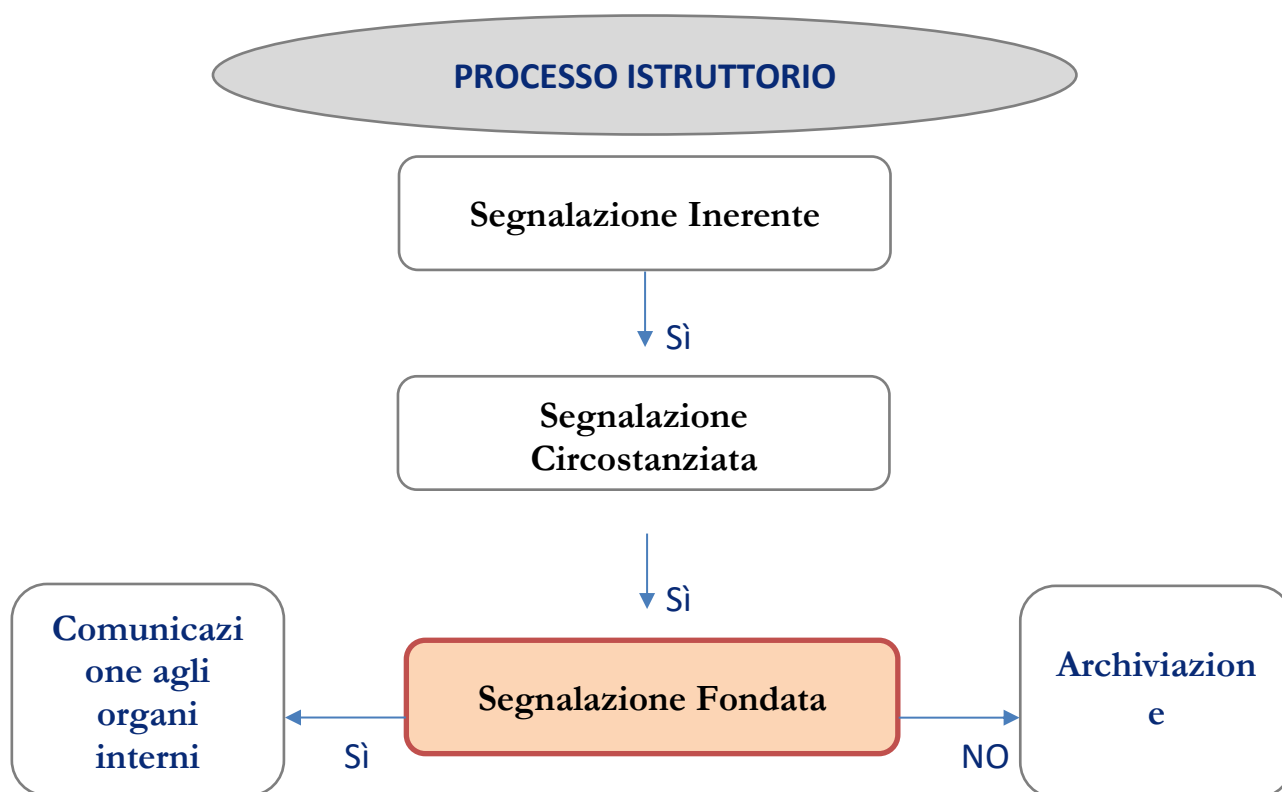 PROCESSO ISTRUTTORIO
Segnalazione Inerente
Sì
Segnalazione
Circostanziata
Sì
Comunicazi
one agli
organi
interni
Sì
Segnalazione Fondata
NO
Archiviazion
e